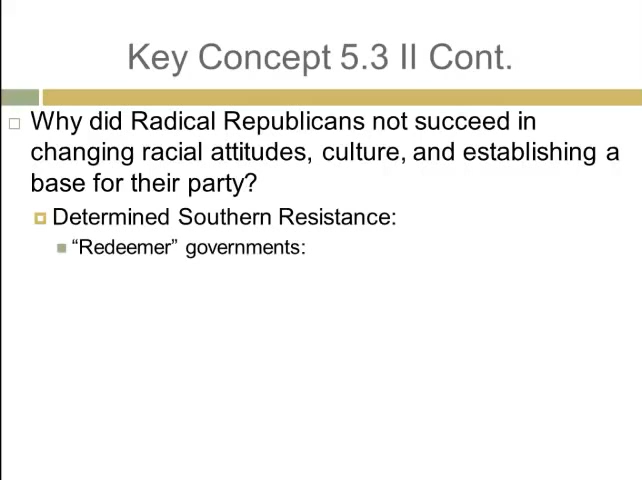 Key Concept 5.3 II Cont.
Why did Radical Republicans not succeed in
changing racial attitudes, culture, and establishing a
base for their party?
Determined Southern Resistance:
“Redeemer” governments: